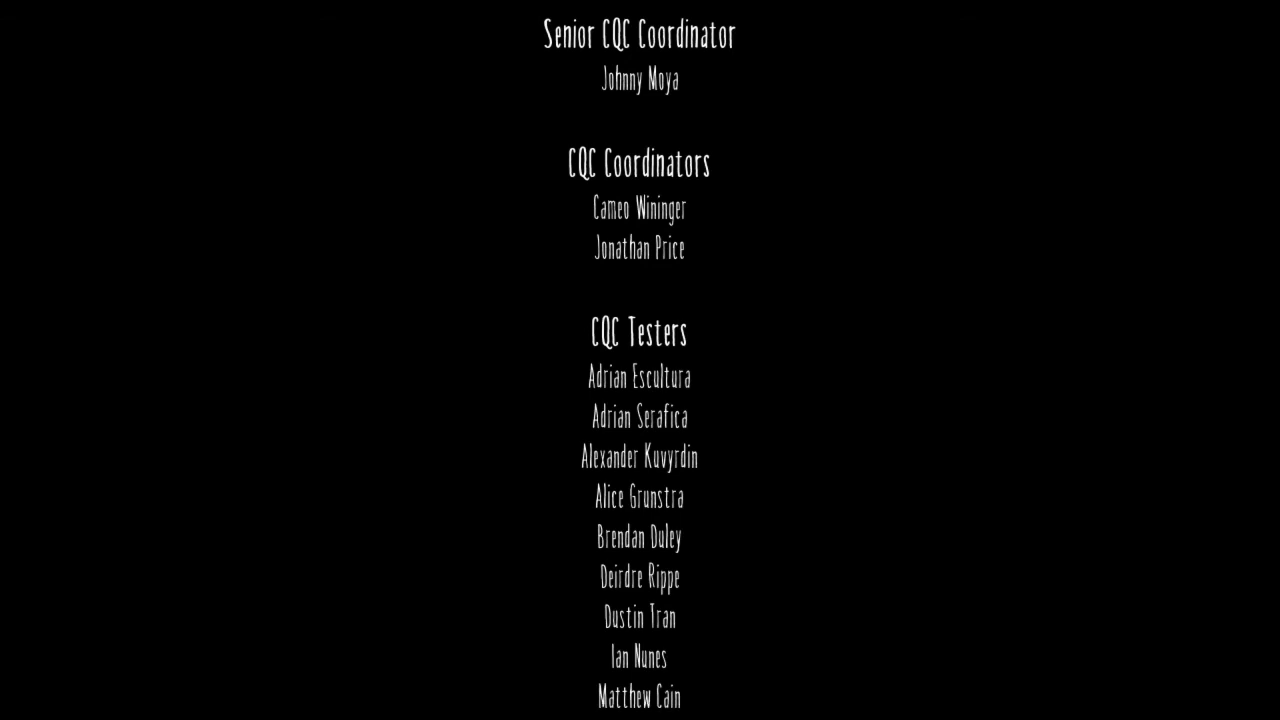 Senior CQC Coordinator
Johnny Moya
CQC Coordinators
Cameo Wininger
Jonathan Price
CQC Testers
Adrian Escultura
Adrian Serafica
Alexander Kuvyrdin
Alice Grunstra
Brendan Duley
Deirdre Rippe
Dustin Tran
Ian Nunes
Matthew Cain